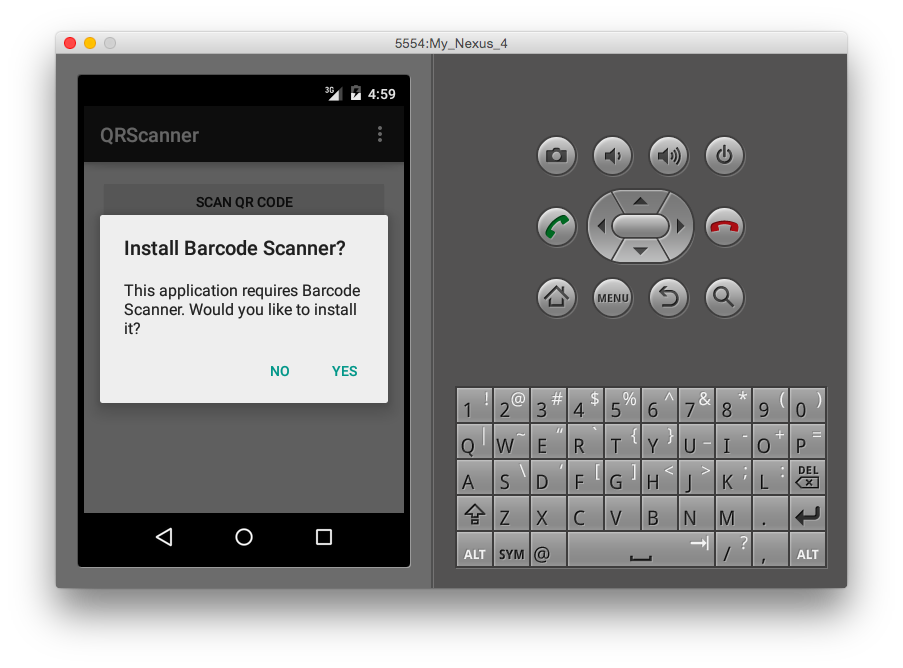 5554:My_Nexus_4
3G 4:59
QRScanner
SCAN QR CODE
Install Barcode Scanner?
This application requires Barcode
Scanner. Would you like to install
it?
NO YES
MENU
1 ! 2 @ 3 # 4 $ 5 % 6 ^ 7 & 8 * 9 ( 0 )
Q | W ~ E “ R ` T { Y } U _ I - O + P =
A S \ D ‘ F [ G ] H < J > K ; L : DEL
Z X C V B N M .
ALT SYM @ / ? , ALT